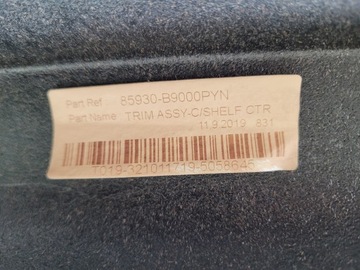 Part Ref 85930-B9000PYN
Part Name TRIM ASSY-C/SHELF CTR
11.9.2019 831
T019-321011719-5058645